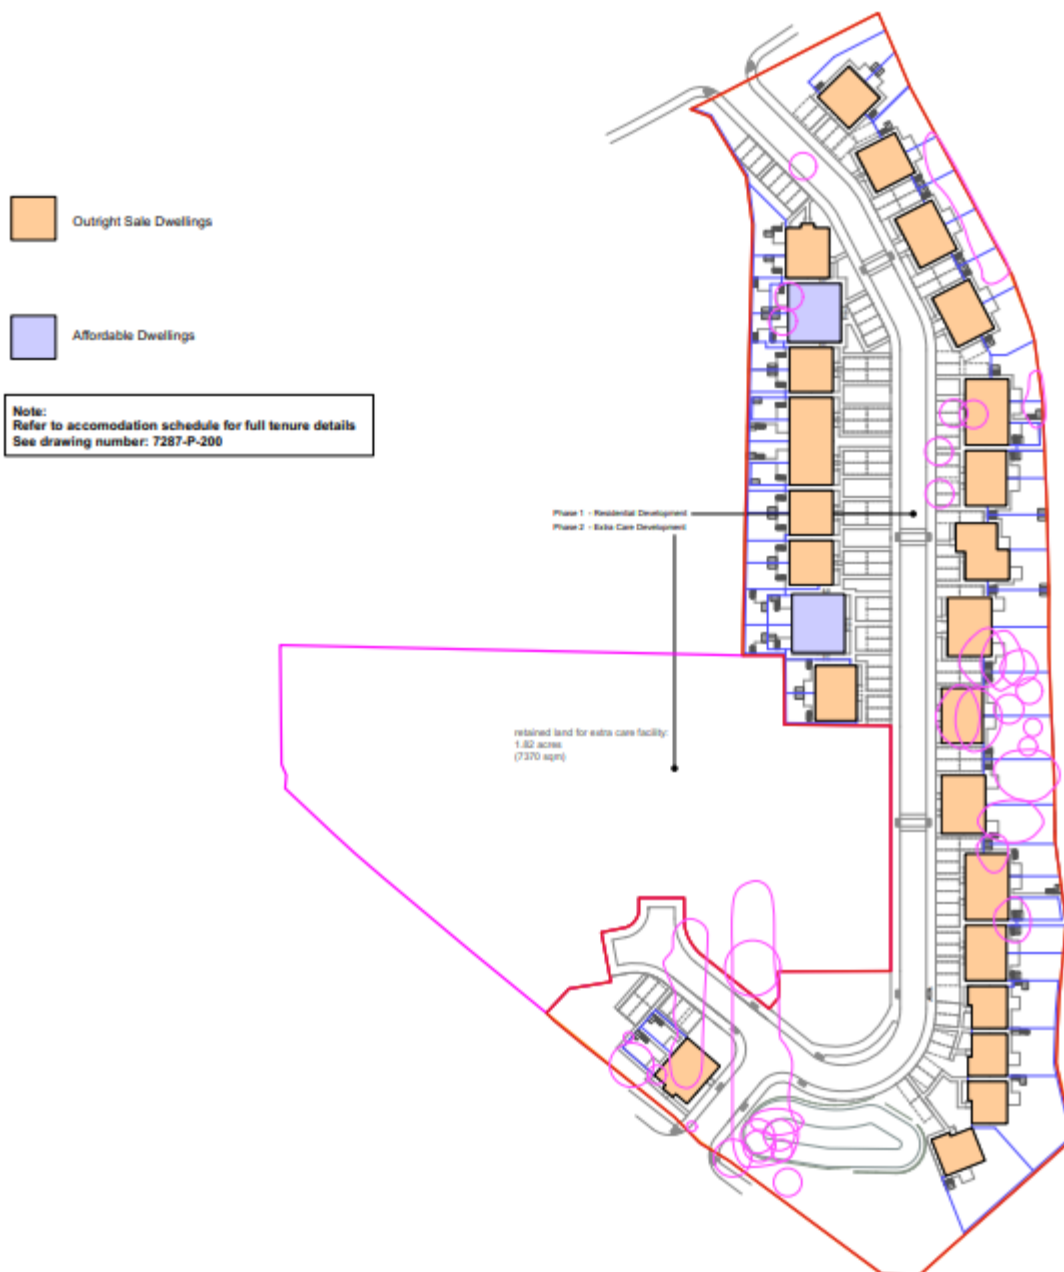 Outright Sale Dwellings
Affordable Dwellings
Note:
Refer to accomodation schedule for full tenure details
See drawing number: 7287-P-200
Phase 1 - Residential Development
Phase 2 - Extra Care Development
retained land for extra care facility:
1.82 acres
(7370 sqm)